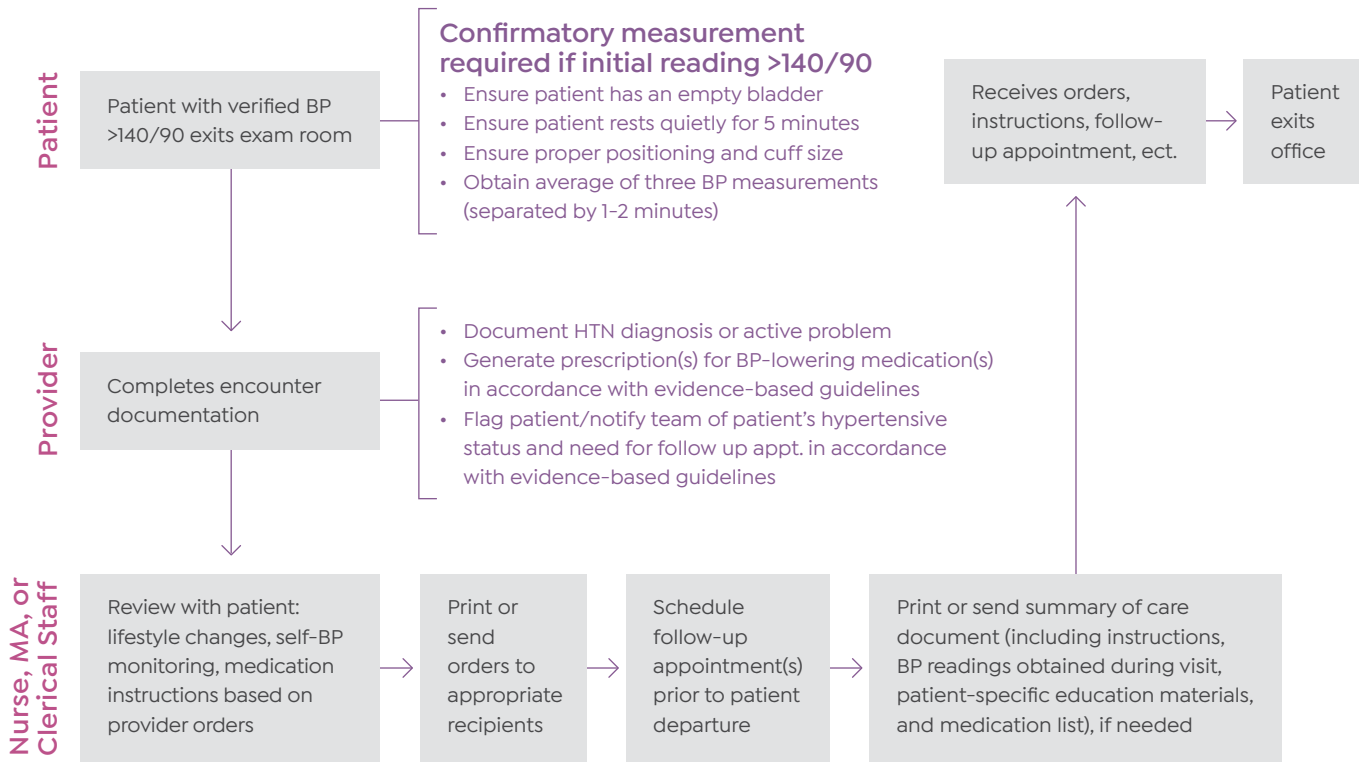 Patient
Patient with verified BP
>140/90 exits exam room
Confirmatory measurement
required if initial reading >140/90
• Ensure patient has an empty bladder
• Ensure patient rests quietly for 5 minutes
• Ensure proper positioning and cuff size
• Obtain average of three BP measurements
(separated by 1-2 minutes)
Receives orders,
instructions, follow-
up appointment, ect.
Patient
exits
office
Provider
Completes encounter
documentation
• Document HTN diagnosis or active problem
• Generate prescription(s) for BP-lowering medication(s)
in accordance with evidence-based guidelines
• Flag patient/notify team of patient's hypertensive
status and need for follow up appt. in accordance
with evidence-based guidelines
Nurse, MA, or
Clerical Staff
Review with patient:
lifestyle changes, self-BP
monitoring, medication
instructions based on
provider orders
Print or
send
orders to
appropriate
recipients
Schedule
follow-up
appointment(s)
prior to patient
departure
Print or send summary of care
document (including instructions,
BP readings obtained during visit,
patient-specific education materials,
and medication list), if needed